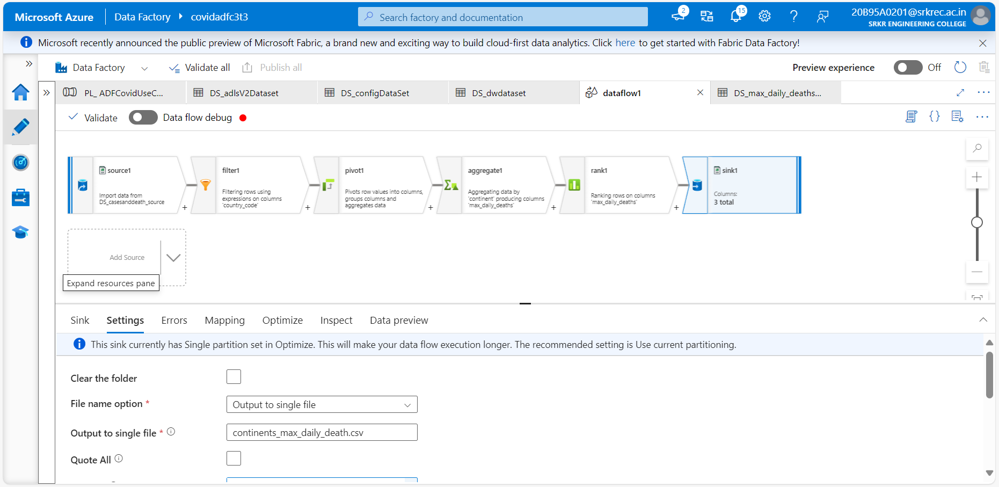 Microsoft Azure
Data Factory
covidadfc3t3
Search factory and documentation
2
15
20B95A0201@srkrec.ac.in
SRKR ENGINEERING COLLEGE
Microsoft recently announced the public preview of Microsoft Fabric, a brand new and exciting way to build cloud-first data analytics. Click here to get started with Fabric Data Factory!
Data Factory
Validate all
Publish all
Preview experience
Off
PL_ ADFCovidUseC...
DS_adlsV2Dataset
DS_configDataSet
DS_dwdataset
dataflow1
DS_max_daily_deaths...
Validate
Data flow debug
source1
Import data from
DS_casesanddeath_source
filter1
Filtering rows using
expressions on columns
'country_code'
pivot1
Pivots row values into columns,
groups columns and
aggregates data
aggregate1
Aggregating data by
'continent' producing columns
'max_daily_deaths'
rank1
Ranking rows on columns
'max_daily_deaths'
sink1
Columns:
3 total
Add Source
Expand resources pane
Sink
Settings
Errors
Mapping
Optimize
Inspect
Data preview
This sink currently has Single partition set in Optimize. This will make your data flow execution longer. The recommended setting is Use current partitioning.
Clear the folder
File name option *
Output to single file
Output to single file *
continents_max_daily_death.csv
Quote All